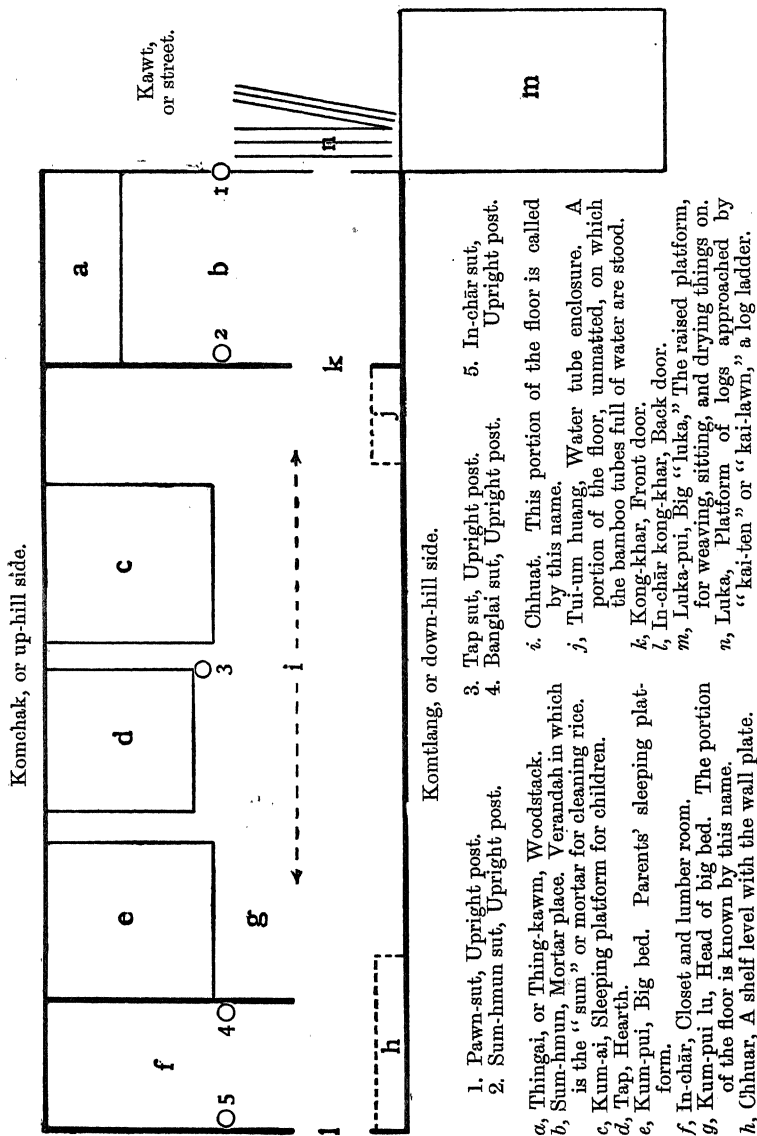 Komchak, or up-hill side.
Kawt,
or street.
a
b
c
d
e
f
g
h
i
j
k
l
m
n
1
2
3
4
5
Komtlang, or down-hill side.
1. Pawn-sut, Upright post.
2. Sum-hmun sut, Upright post.
3. Tap sut, Upright post.
4. Banglai sut, Upright post.
5. In-chār sut,
Upright post.
a, Thingai, or Thing-kawm, Woodstack.
b, Sum-hmun, Mortar place. Verandah in which
is the “sum” or mortar for cleaning rice.
c, Kum-ai, Sleeping platform for children.
d, Tap, Hearth.
e, Kum-pui, Big bed. Parents’ sleeping plat-
form.
f, In-chār, Closet and lumber room.
g, Kum-pui lu, Head of big bed. The portion
of the floor is known by this name.
h, Chhuar, A shelf level with the wall plate.
i. Chhuat. This portion of the floor is called
by this name.
j, Tui-um huang, Water tube enclosure. A
portion of the floor, unmatted, on which
the bamboo tubes full of water are stood.
k, Kong-khar, Front door.
l, In-chār kong-khar, Back door.
m, Luka-pui, Big “luka,” The raised platform,
for weaving, sitting, and drying things on.
n, Luka, Platform of logs approached by
“kai-ten” or “kai-lawn,” a log ladder.